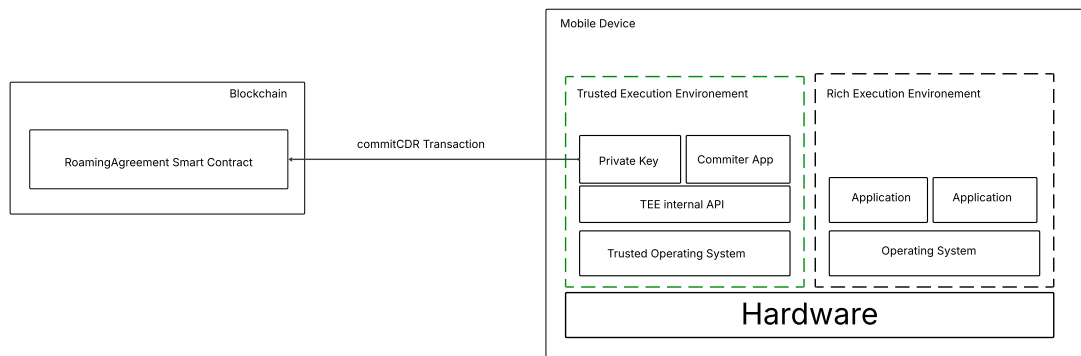 Mobile Device
Blockchain
RoamingAgreement Smart Contract
commitCDR Transaction
Trusted Execution Environement
Private Key
Commiter App
TEE internal API
Trusted Operating System
Rich Execution Environement
Application
Application
Operating System
Hardware